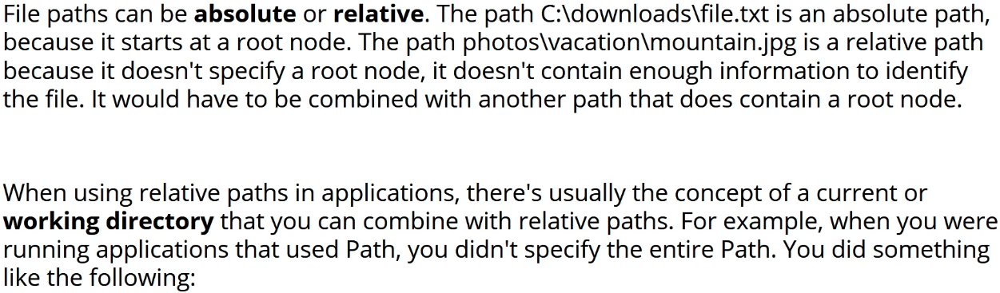 File paths can be absolute or relative. The path C:\downloads\file.txt is an absolute path,
because it starts at a root node. The path photos\vacation\mountain.jpg is a relative path
because it doesn't specify a root node, it doesn't contain enough information to identify
the file. It would have to be combined with another path that does contain a root node.
When using relative paths in applications, there's usually the concept of a current or
working directory that you can combine with relative paths. For example, when you were
running applications that used Path, you didn't specify the entire Path. You did something
like the following: